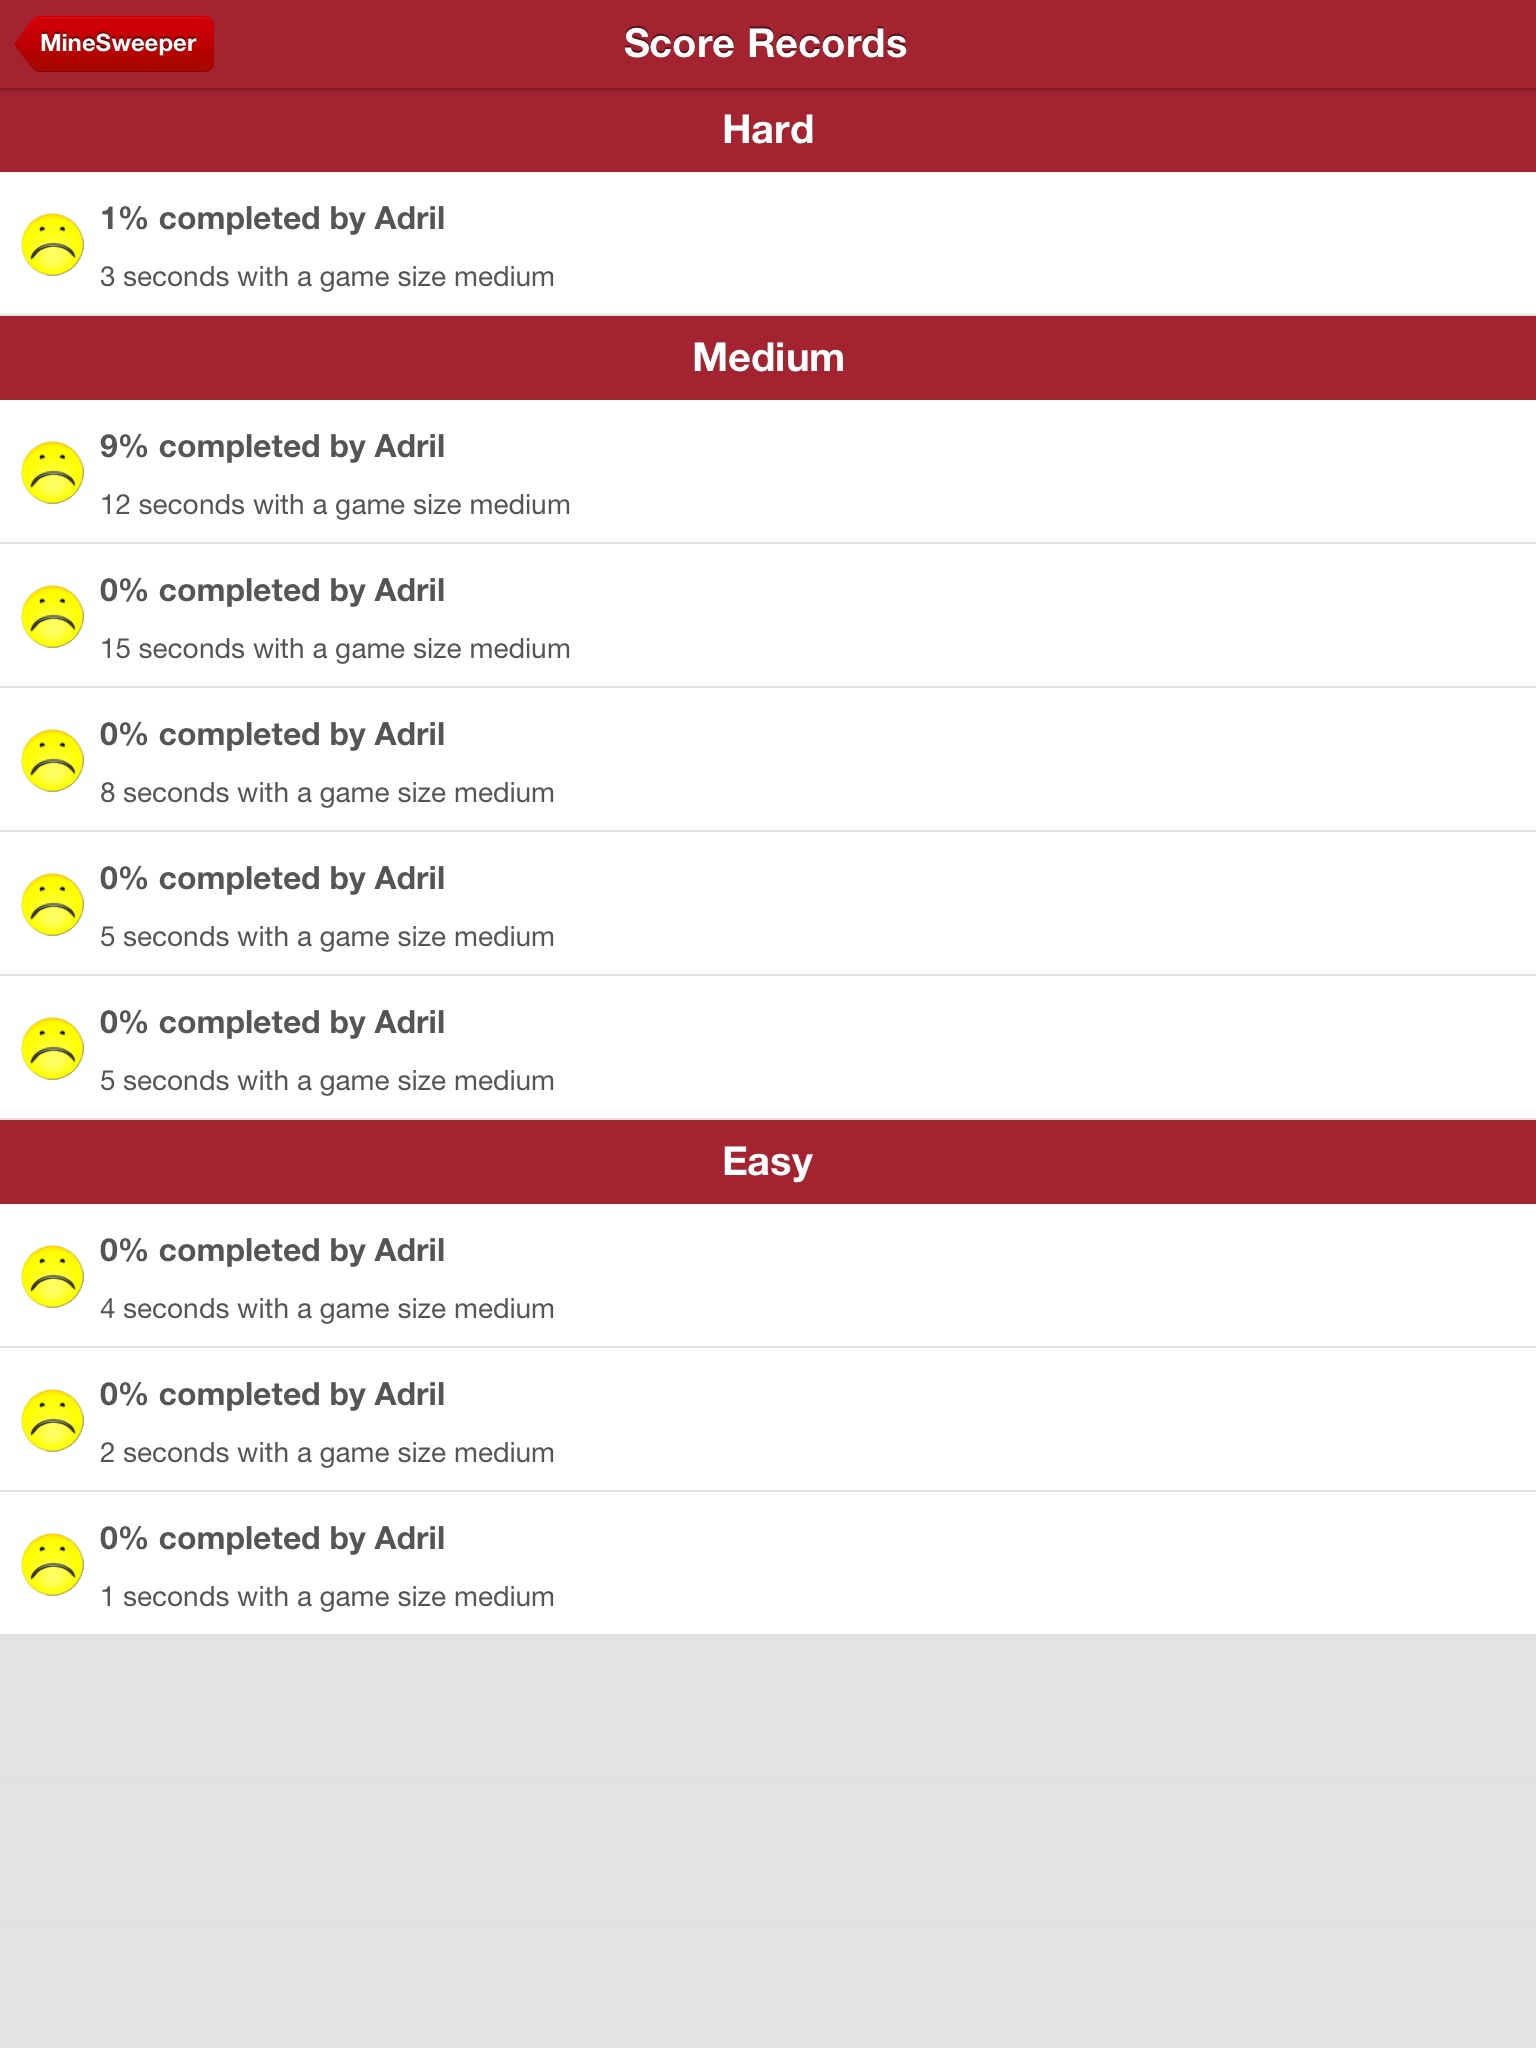 MineSweeper
Score Records
Hard
1% completed by Adril
3 seconds with a game size medium
Medium
9% completed by Adril
12 seconds with a game size medium
0% completed by Adril
15 seconds with a game size medium
0% completed by Adril
8 seconds with a game size medium
0% completed by Adril
5 seconds with a game size medium
0% completed by Adril
5 seconds with a game size medium
Easy
0% completed by Adril
4 seconds with a game size medium
0% completed by Adril
2 seconds with a game size medium
0% completed by Adril
1 seconds with a game size medium